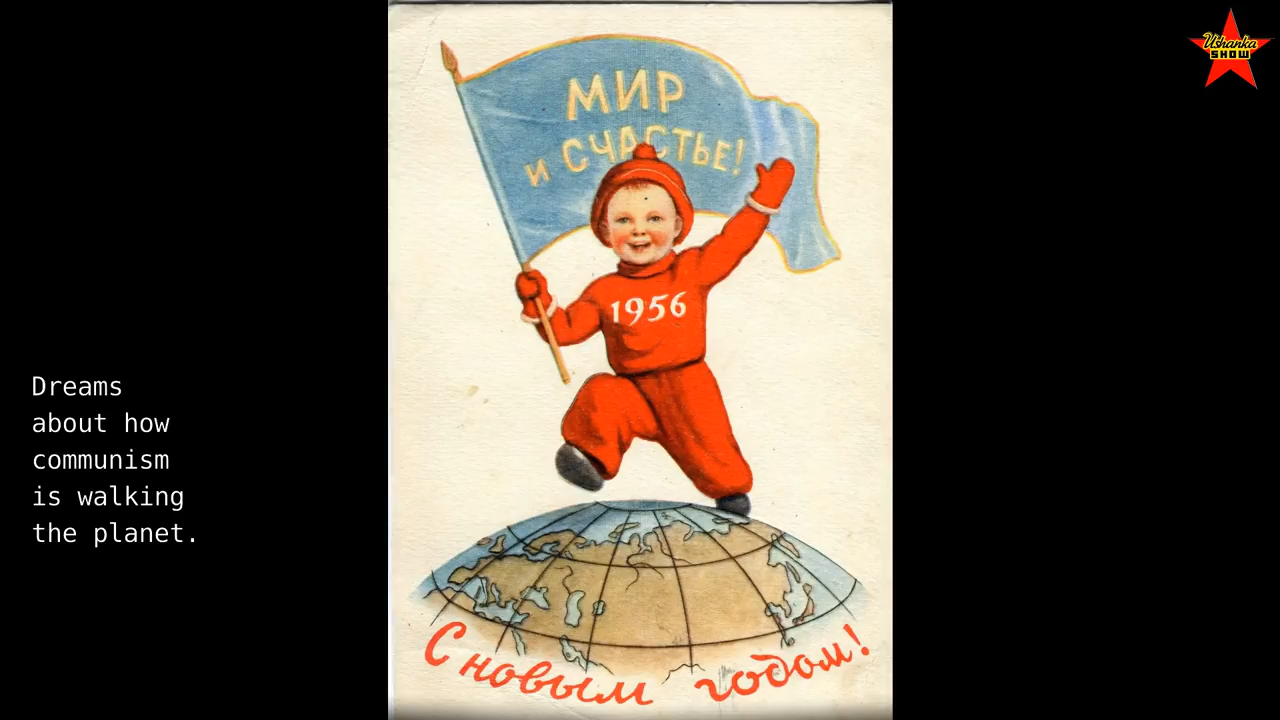 Ushanka
SHOW
МИР
и СЧАСТЬЕ!
1956
Dreams
about how
communism
is walking
the planet.
С новым годом!